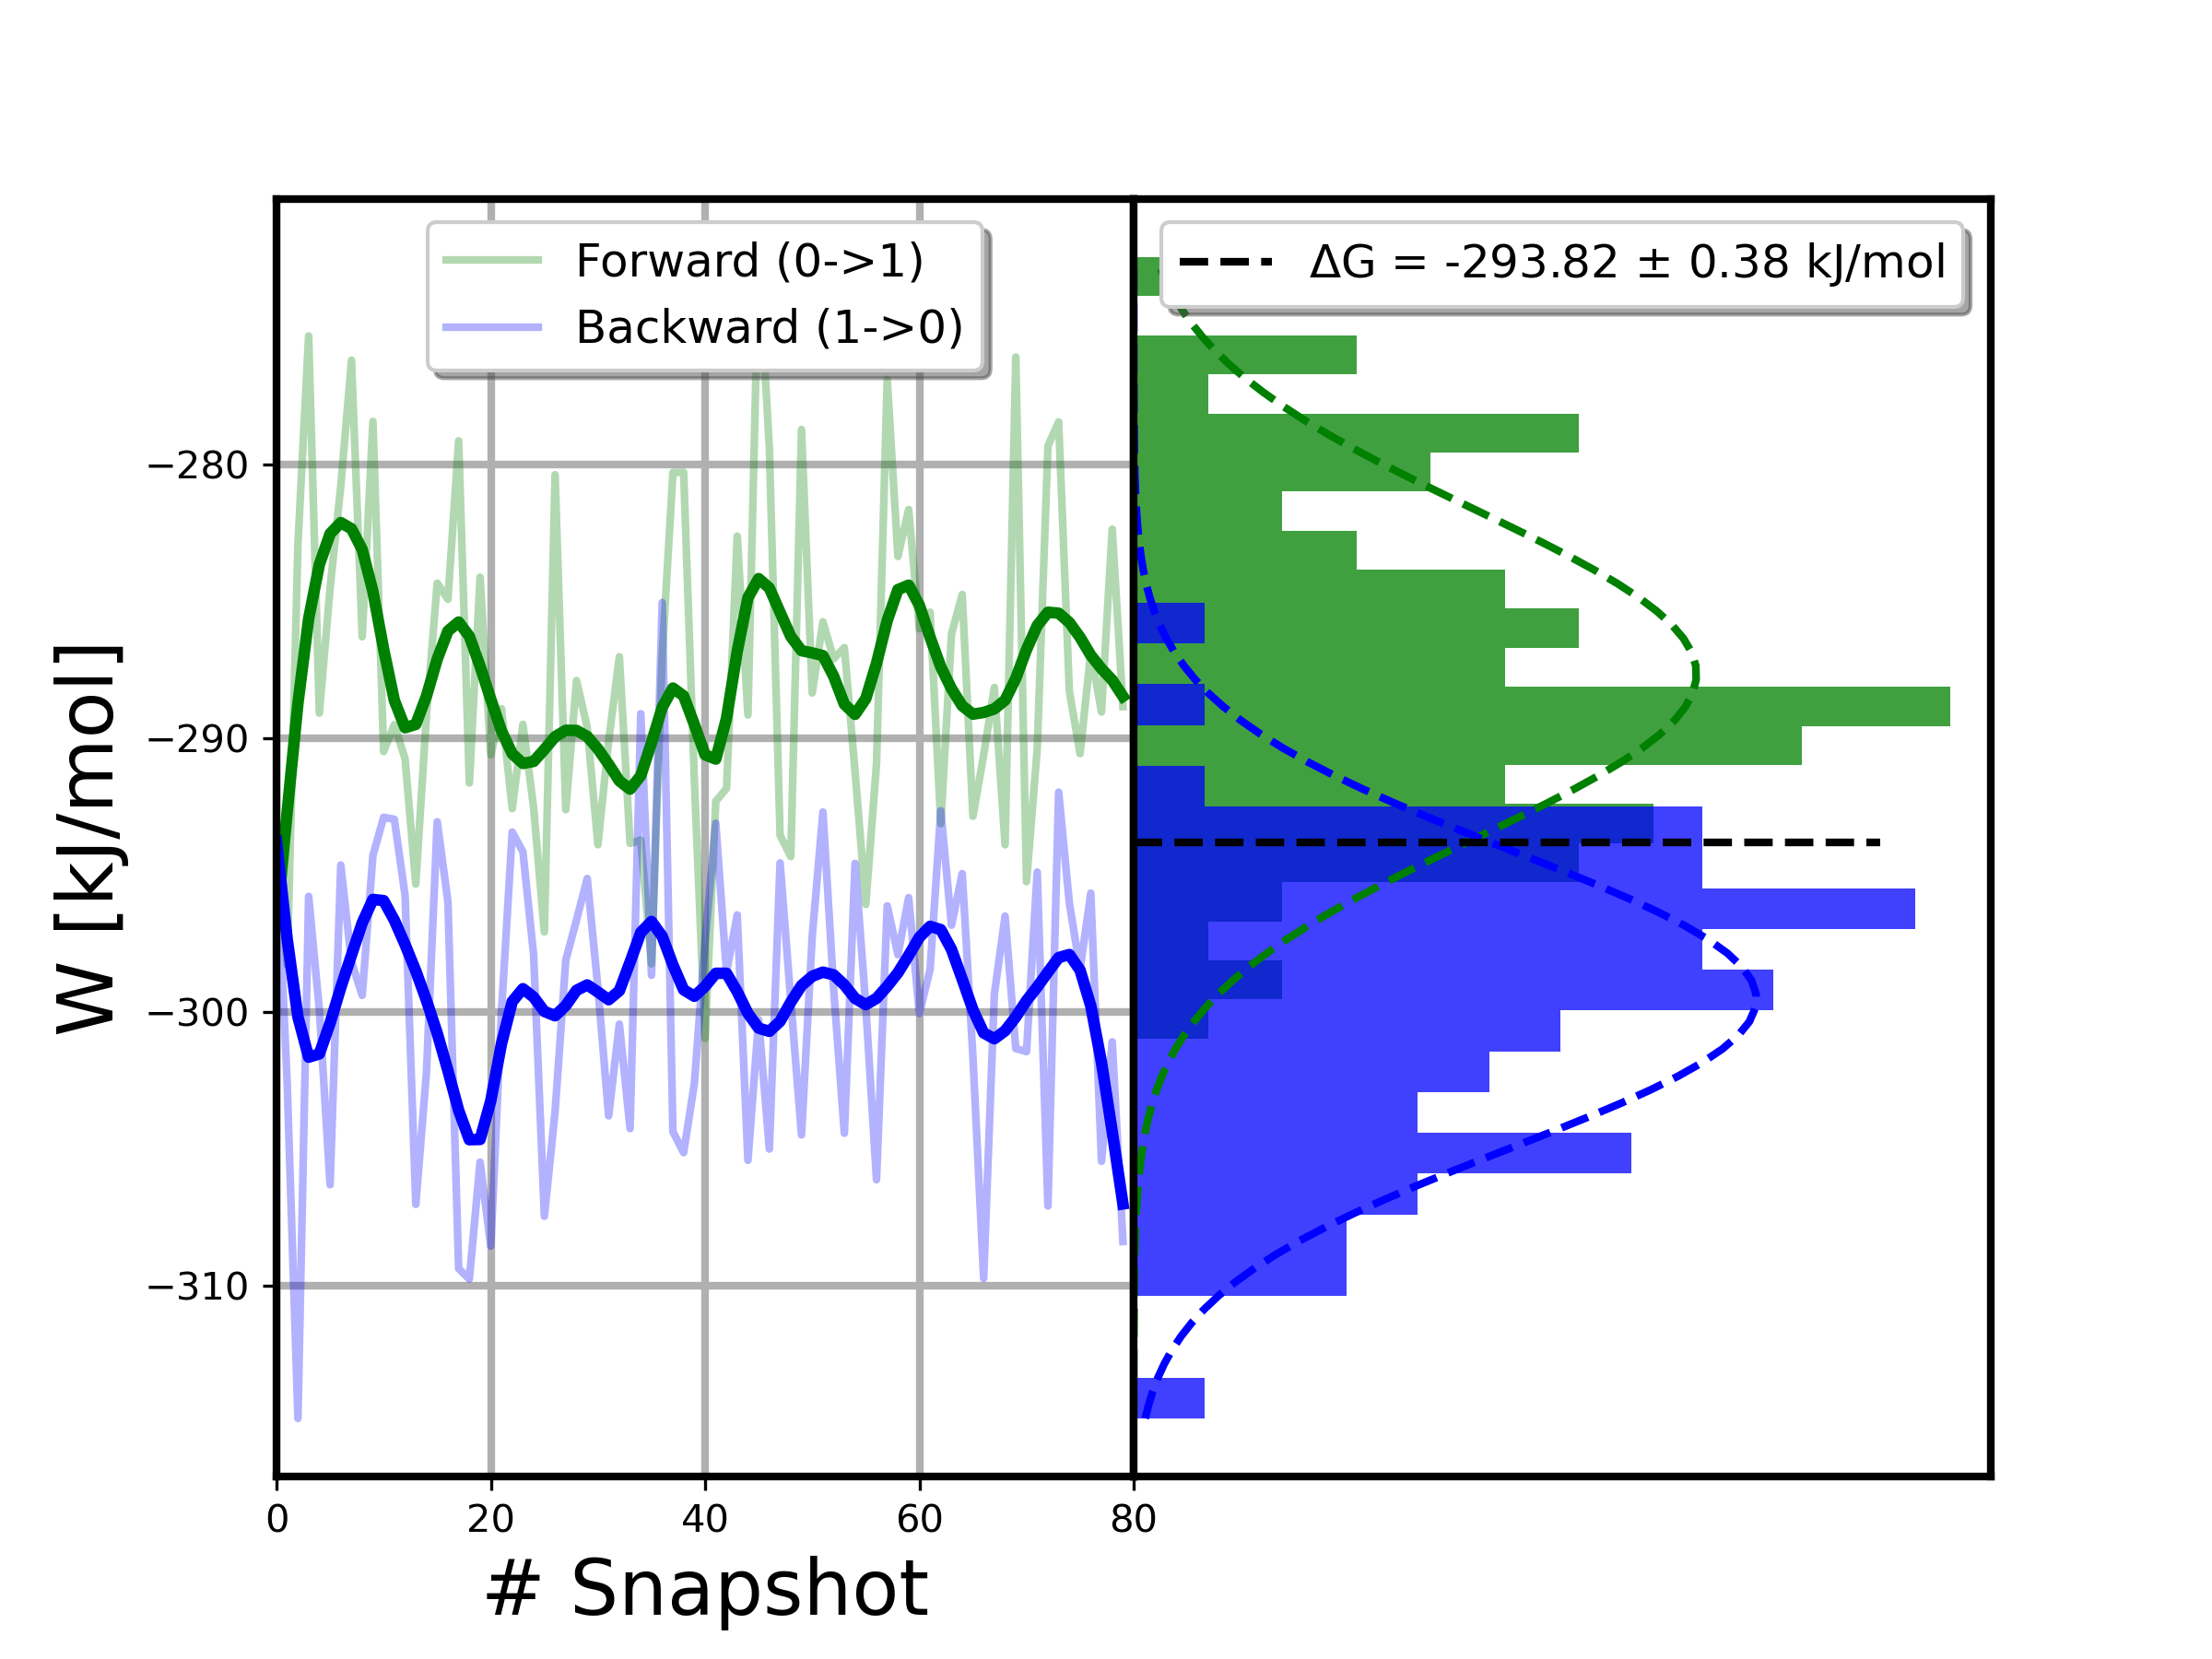 Forward (0->1)
Backward (1->0)
ΔG = -293.82 ± 0.38 kJ/mol
W [kJ/mol]
−280
−290
−300
−310
0 20 40 60 80
# Snapshot